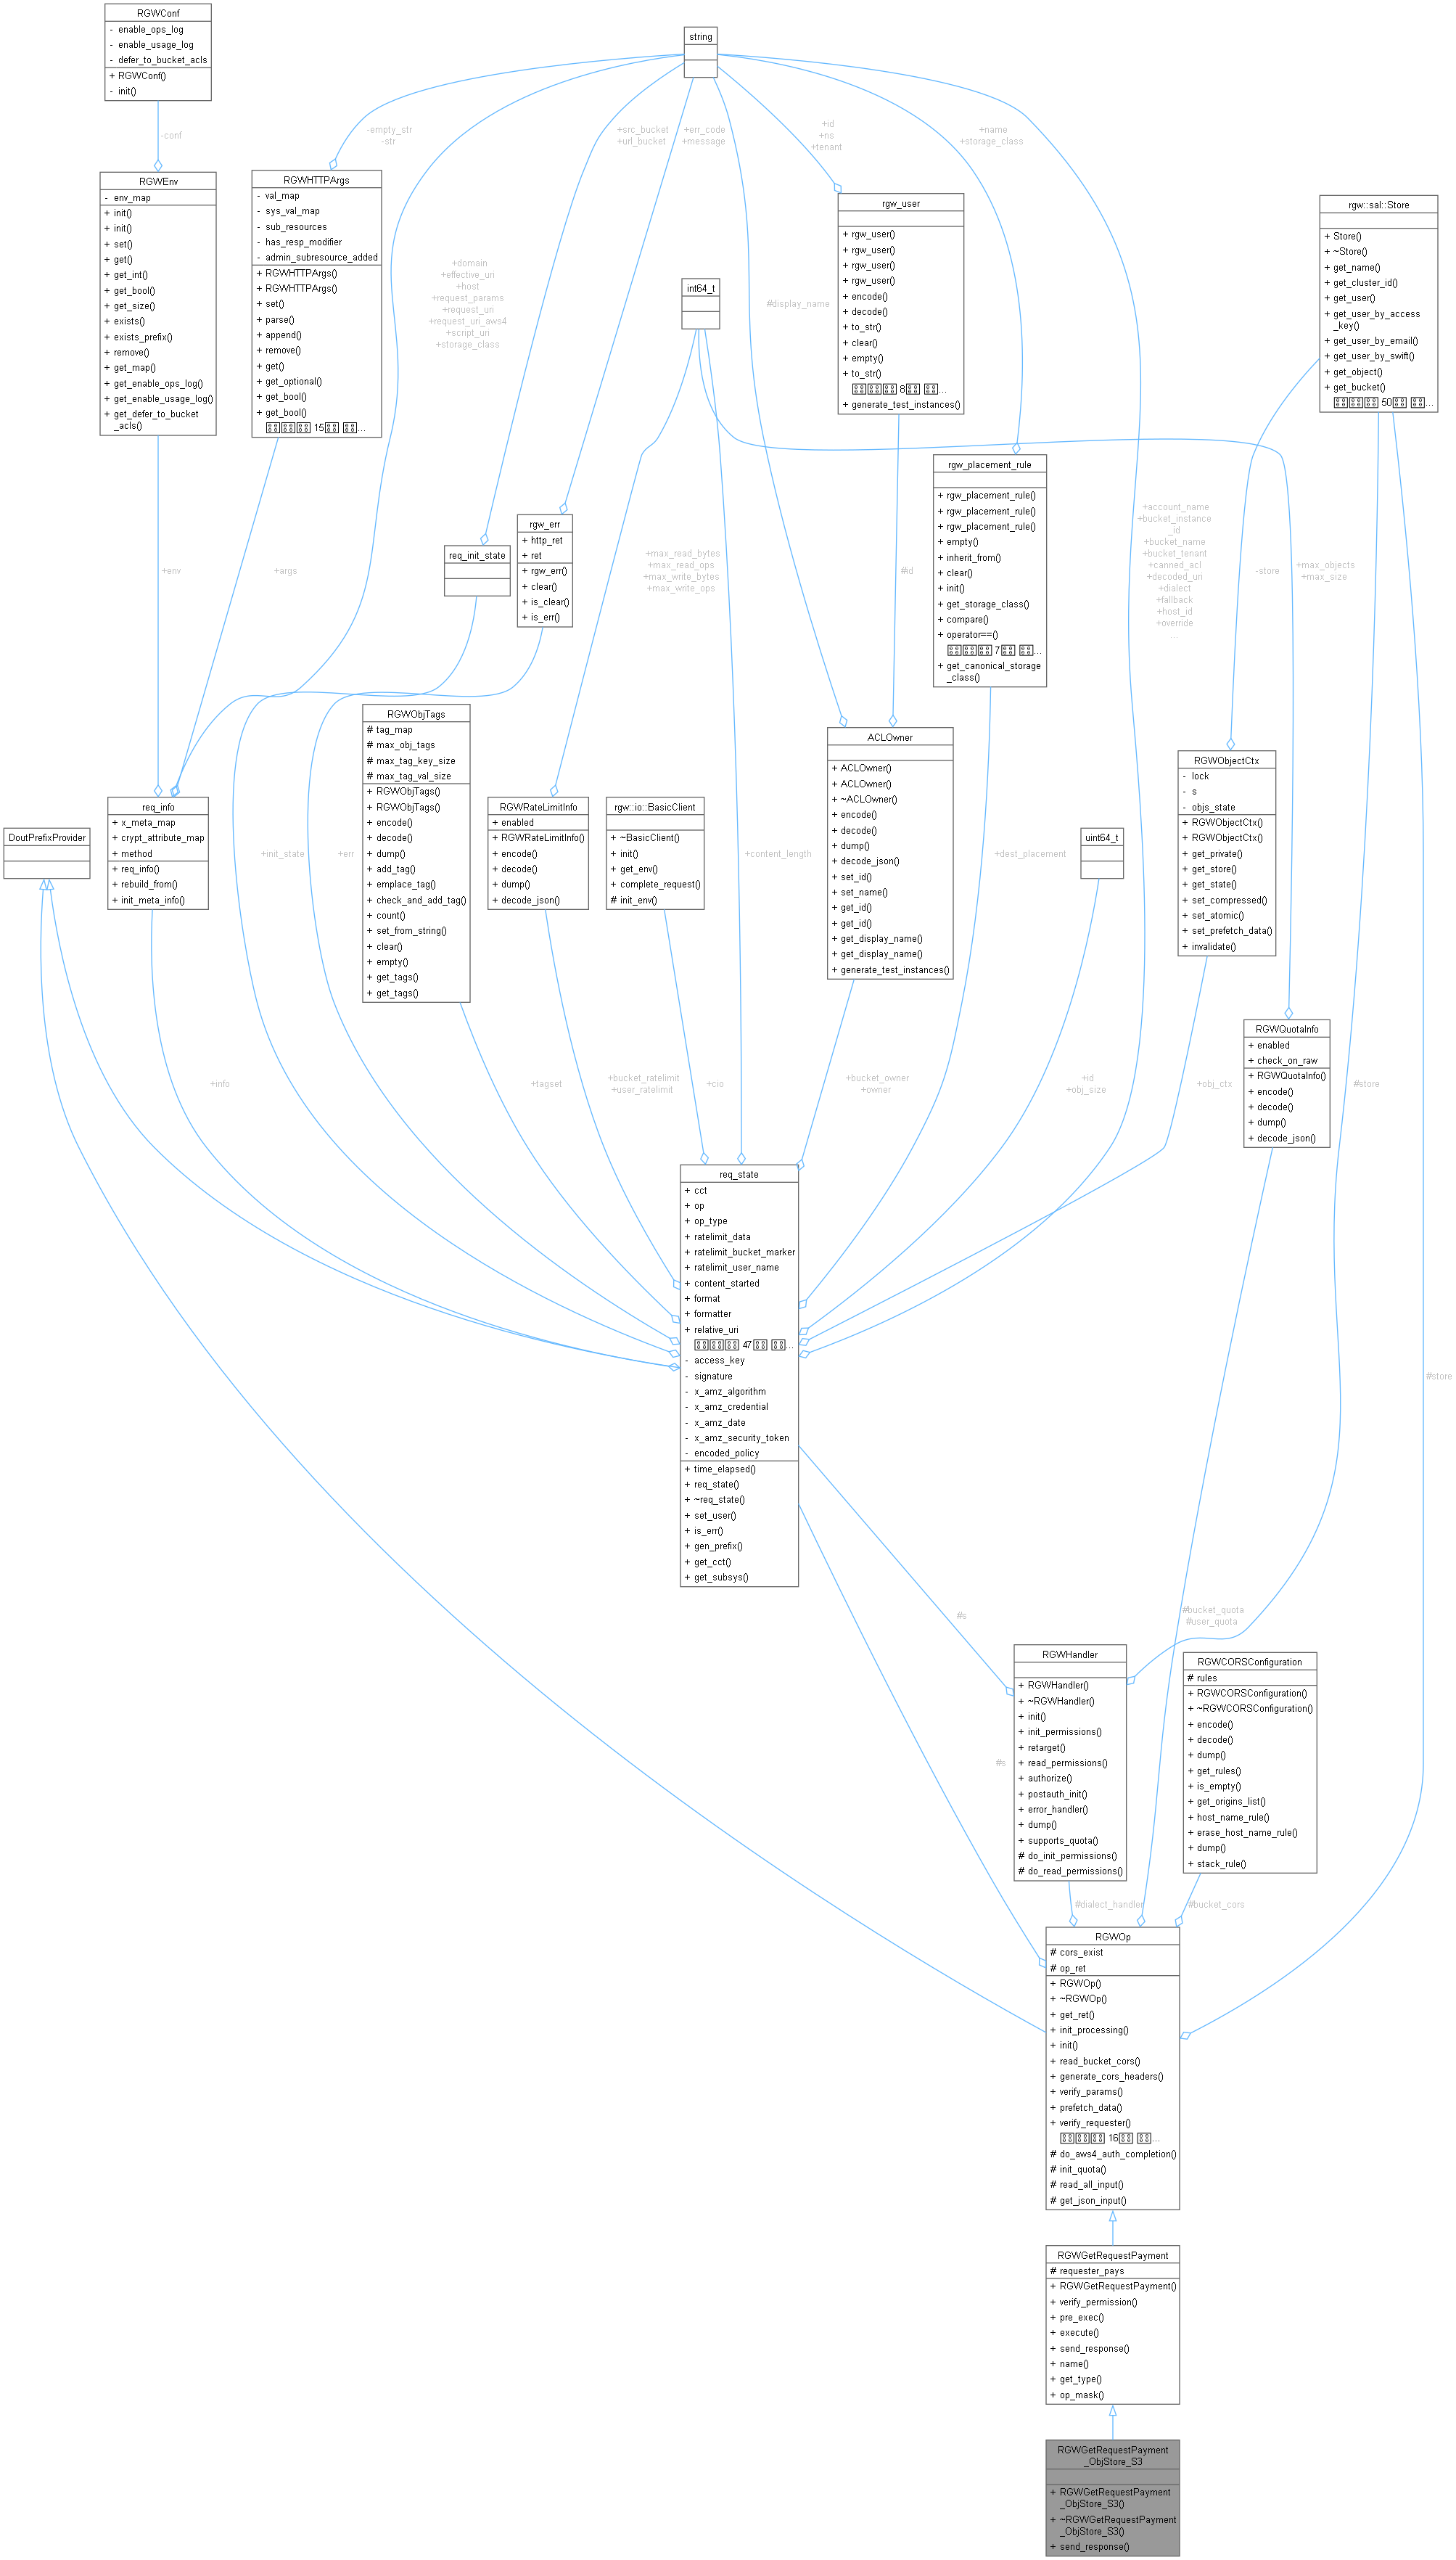 RGWConf
- enable_ops_log
- enable_usage_log
- defer_to_bucket_acls
+ RGWConf()
- init()
string
-conf
-empty_str
-str
+src_bucket
+url_bucket
+err_code
+message
+id
+ns
+tenant
+name
+storage_class
RGWEnv
- env_map
+ init()
+ init()
+ set()
+ get()
+ get_int()
+ get_bool()
+ get_size()
+ exists()
+ exists_prefix()
+ remove()
+ get_map()
+ get_enable_ops_log()
+ get_enable_usage_log()
+ get_defer_to_bucket
_acls()
RGWHTTPArgs
- val_map
- sys_val_map
- sub_resources
- has_resp_modifier
- admin_subresource_added
+ RGWHTTPArgs()
+ RGWHTTPArgs()
+ set()
+ parse()
+ append()
+ remove()
+ get()
+ get_optional()
+ get_bool()
+ get_bool()
15
...
rgw_user
+ rgw_user()
+ rgw_user()
+ rgw_user()
+ rgw_user()
+ encode()
+ decode()
+ to_str()
+ clear()
+ empty()
+ to_str()
8
...
+ generate_test_instances()
rgw::sal::Store
+ Store()
+ ~Store()
+ get_name()
+ get_cluster_id()
+ get_user()
+ get_user_by_access
_key()
+ get_user_by_email()
+ get_user_by_swift()
+ get_object()
+ get_bucket()
50
...
+domain
+effective_uri
+host
+request_params
+request_uri
+request_uri_aws4
+script_uri
+storage_class
int64_t
#display_name
rgw_placement_rule
+ rgw_placement_rule()
+ rgw_placement_rule()
+ rgw_placement_rule()
+ empty()
+ inherit_from()
+ clear()
+ init()
+ get_storage_class()
+ compare()
+ operator==()
7
...
+ get_canonical_storage
_class()
rgw_err
+ http_ret
+ ret
+ rgw_err()
+ clear()
+ is_clear()
+ is_err()
req_init_state
+env
+args
+max_read_bytes
+max_read_ops
+max_write_bytes
+max_write_ops
#id
+account_name
+bucket_instance
_id
+bucket_name
+bucket_tenant
+canned_acl
+decoded_uri
+dialect
+fallback
+host_id
+override
...
-store
+max_objects
+max_size
RGWObjTags
# tag_map
# max_obj_tags
# max_tag_key_size
# max_tag_val_size
+ RGWObjTags()
+ RGWObjTags()
+ encode()
+ decode()
+ dump()
+ add_tag()
+ emplace_tag()
+ check_and_add_tag()
+ count()
+ set_from_string()
+ clear()
+ empty()
+ get_tags()
+ get_tags()
ACLOwner
+ ACLOwner()
+ ACLOwner()
+ ~ACLOwner()
+ encode()
+ decode()
+ dump()
+ decode_json()
+ set_id()
+ set_name()
+ get_id()
+ get_id()
+ get_display_name()
+ get_display_name()
+ generate_test_instances()
RGWObjectCtx
- lock
- s
- objs_state
+ RGWObjectCtx()
+ RGWObjectCtx()
+ get_private()
+ get_store()
+ get_state()
+ set_compressed()
+ set_atomic()
+ set_prefetch_data()
+ invalidate()
DoutPrefixProvider
req_info
+ x_meta_map
+ crypt_attribute_map
+ method
+ req_info()
+ rebuild_from()
+ init_meta_info()
+init_state
+err
RGWRateLimitInfo
+ enabled
+ RGWRateLimitInfo()
+ encode()
+ decode()
+ dump()
+ decode_json()
rgw::io::BasicClient
+ ~BasicClient()
+ init()
+ get_env()
+ complete_request()
# init_env()
+content_length
+dest_placement
uint64_t
RGWQuotaInfo
+ enabled
+ check_on_raw
+ RGWQuotaInfo()
+ encode()
+ decode()
+ dump()
+ decode_json()
+info
+tagset
+bucket_ratelimit
+user_ratelimit
+cio
+bucket_owner
+owner
+id
+obj_size
+obj_ctx
#store
req_state
+ cct
+ op
+ op_type
+ ratelimit_data
+ ratelimit_bucket_marker
+ ratelimit_user_name
+ content_started
+ format
+ formatter
+ relative_uri
47
...
- access_key
- signature
- x_amz_algorithm
- x_amz_credential
- x_amz_date
- x_amz_security_token
- encoded_policy
+ time_elapsed()
+ req_state()
+ ~req_state()
+ set_user()
+ is_err()
+ gen_prefix()
+ get_cct()
+ get_subsys()
#store
#s
#bucket_quota
#user_quota
RGWHandler
+ RGWHandler()
+ ~RGWHandler()
+ init()
+ init_permissions()
+ retarget()
+ read_permissions()
+ authorize()
+ postauth_init()
+ error_handler()
+ dump()
+ supports_quota()
# do_init_permissions()
# do_read_permissions()
RGWCORSConfiguration
# rules
+ RGWCORSConfiguration()
+ ~RGWCORSConfiguration()
+ encode()
+ decode()
+ dump()
+ get_rules()
+ is_empty()
+ get_origins_list()
+ host_name_rule()
+ erase_host_name_rule()
+ dump()
+ stack_rule()
#s
#dialect_handler
#bucket_cors
RGWOp
# cors_exist
# op_ret
+ RGWOp()
+ ~RGWOp()
+ get_ret()
+ init_processing()
+ init()
+ read_bucket_cors()
+ generate_cors_headers()
+ verify_params()
+ prefetch_data()
+ verify_requester()
16
...
# do_aws4_auth_completion()
# init_quota()
# read_all_input()
# get_json_input()
RGWGetRequestPayment
# requester_pays
+ RGWGetRequestPayment()
+ verify_permission()
+ pre_exec()
+ execute()
+ send_response()
+ name()
+ get_type()
+ op_mask()
RGWGetRequestPayment
_ObjStore_S3
+ RGWGetRequestPayment
_ObjStore_S3()
+ ~RGWGetRequestPayment
_ObjStore_S3()
+ send_response()